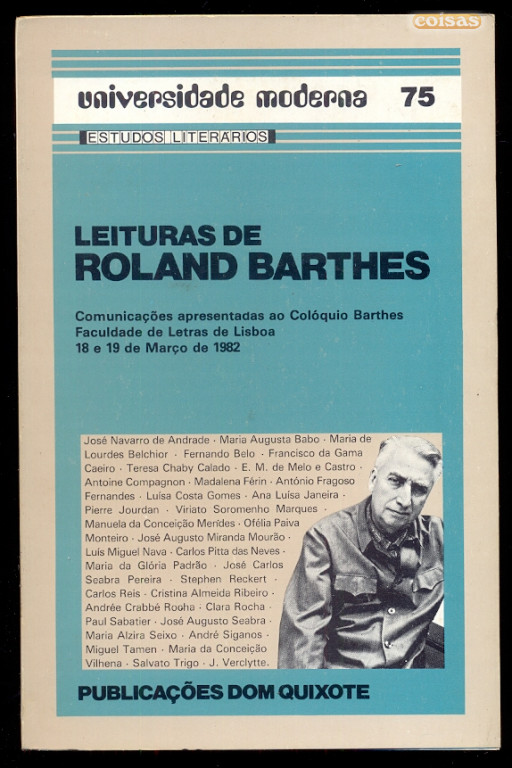 coisas
universidade moderna 75
ESTUDOS LITERÁRIOS
LEITURAS DE
ROLAND BARTHES
Comunicações apresentadas ao Colóquio Barthes
Faculdade de Letras de Lisboa
18 e 19 de Março de 1982
José Navarro de Andrade · Maria Augusta Babo · Maria de
Lourdes Belchior · Fernando Belo · Francisco da Gama
Caeiro · Teresa Chaby Calado · E. M. de Melo e Castro ·
Antoine Compagnon · Madalena Férin · António Fragoso
Fernandes · Luísa Costa Gomes · Ana Luísa Janeira ·
Pierre Jourdan · Viriato Soromenho Marques ·
Manuela da Conceição Merídes · Ofélia Paiva
Monteiro · José Augusto Miranda Mourão ·
Luís Miguel Nava · Carlos Pitta das Neves ·
Maria da Glória Padrão · José Carlos
Seabra Pereira · Stephen Reckert ·
Carlos Reis · Cristina Almeida Ribeiro ·
Andrée Crabbé Rocha · Clara Rocha ·
Paul Sabatier · José Augusto Seabra ·
Maria Alzira Seixo · André Siganos ·
Miguel Tamen · Maria da Conceição
Vilhena · Salvato Trigo · J. Verclytte.
PUBLICAÇÕES DOM QUIXOTE